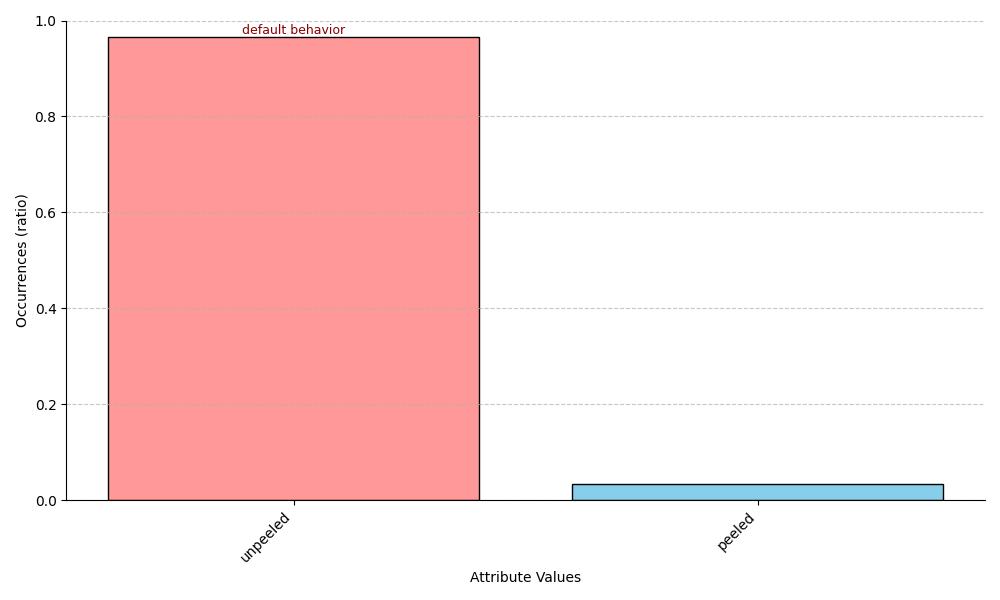 default behavior
1.0
0.8
0.6
0.4
0.2
0.0
Occurrences (ratio)
unpeeled
peeled
Attribute Values